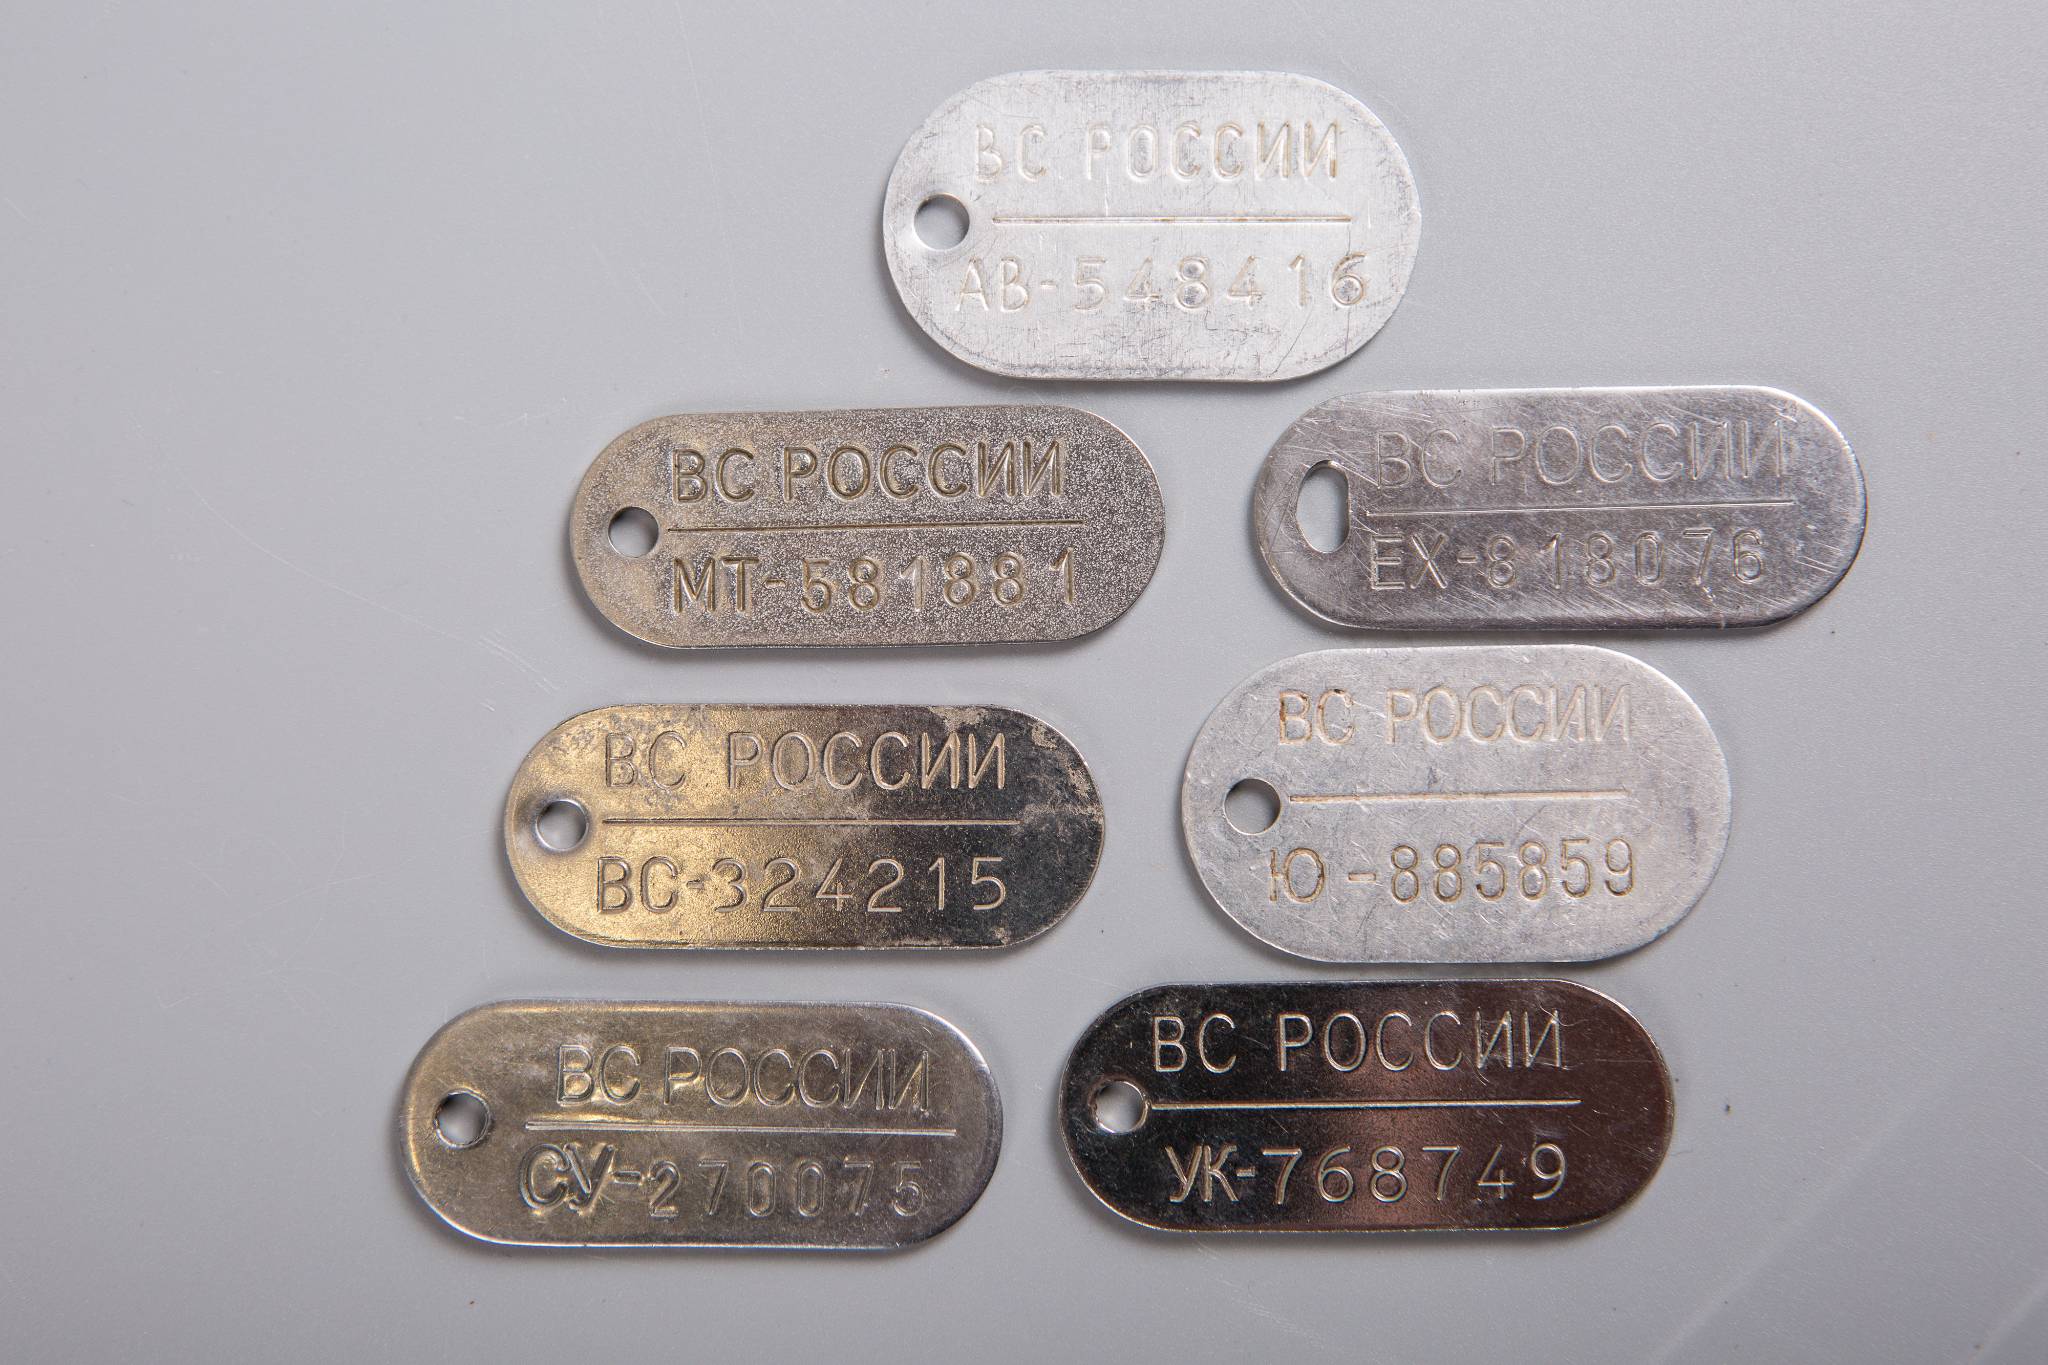 ВС РОССИИ
АВ-548416
ВС РОССИИ
МТ-581881
ВС РОССИИ
ЕХ-818076
ВС РОССИИ
ВС-324215
ВС РОССИИ
Ю-885859
ВС РОССИИ
СУ-270075
ВС РОССИИ
УК-768749